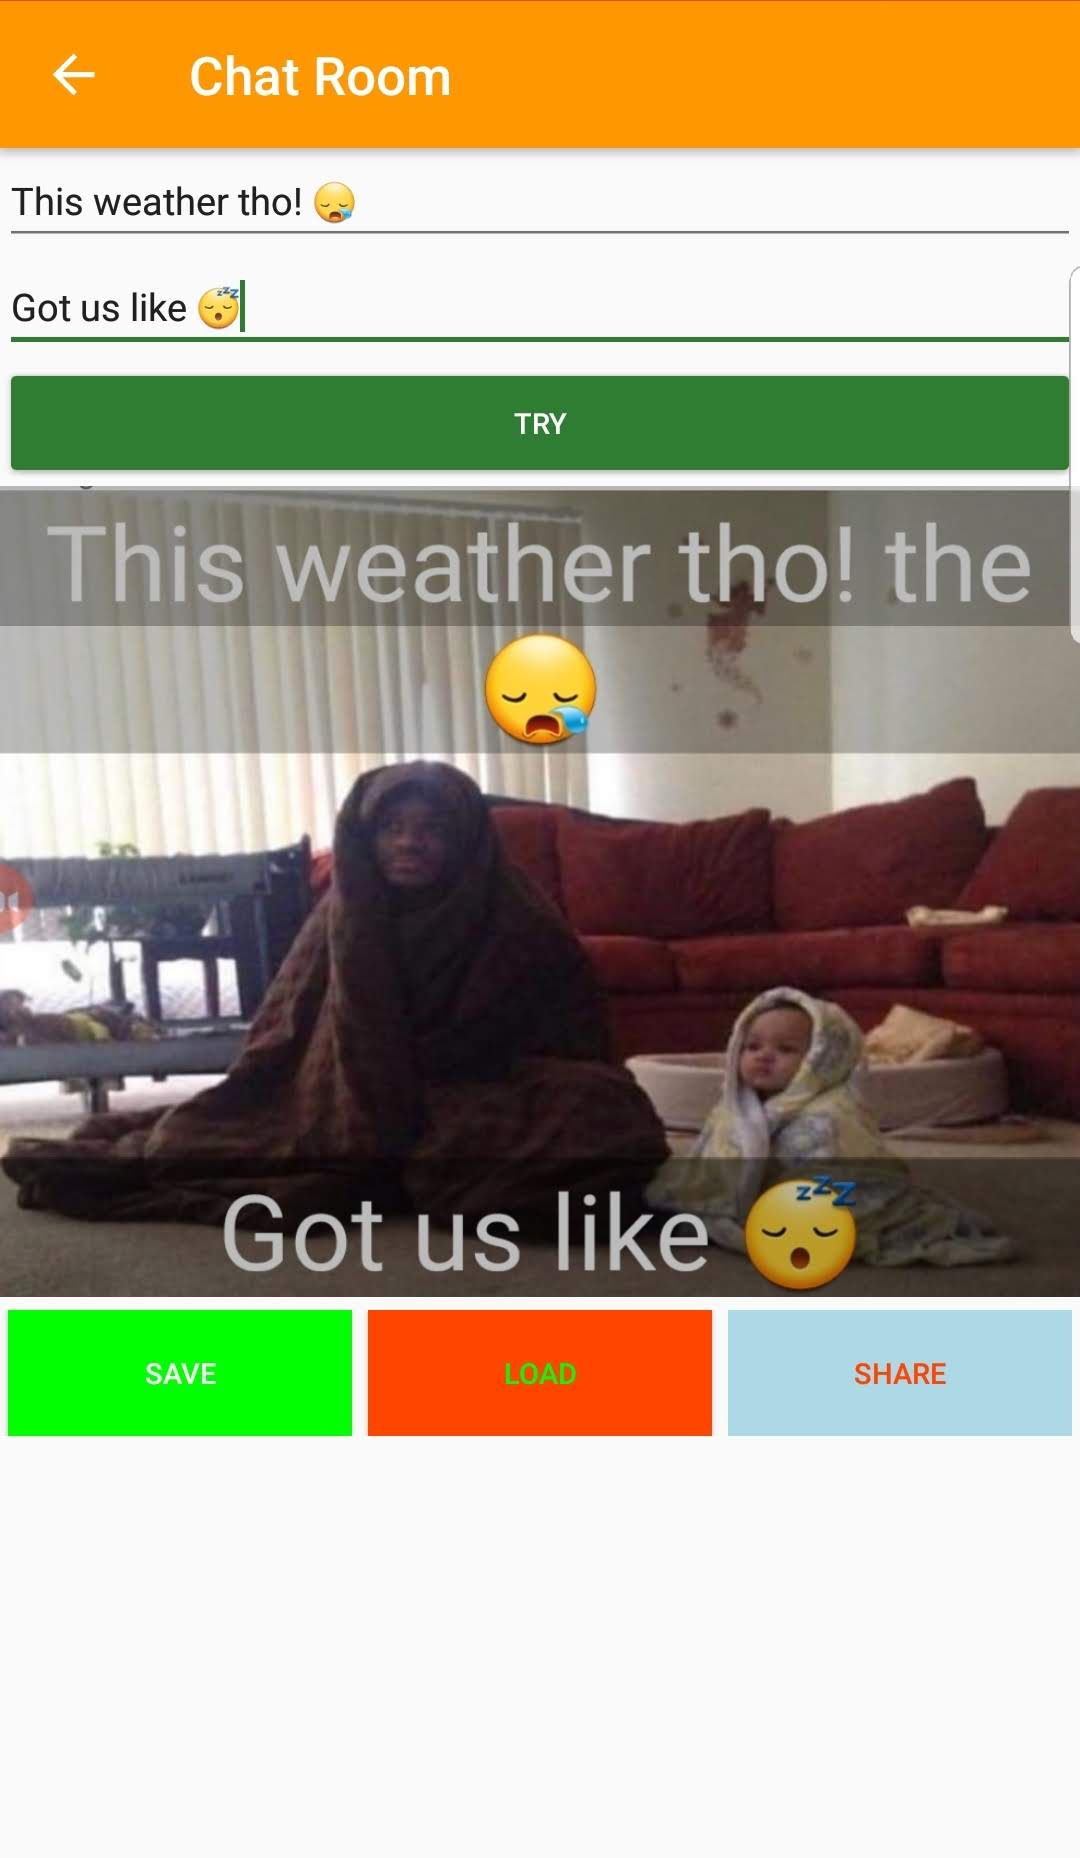 Chat Room
This weather tho! 😪
Got us like 😴
TRY
This weather tho! the
😪
Got us like 😴
SAVE
LOAD
SHARE